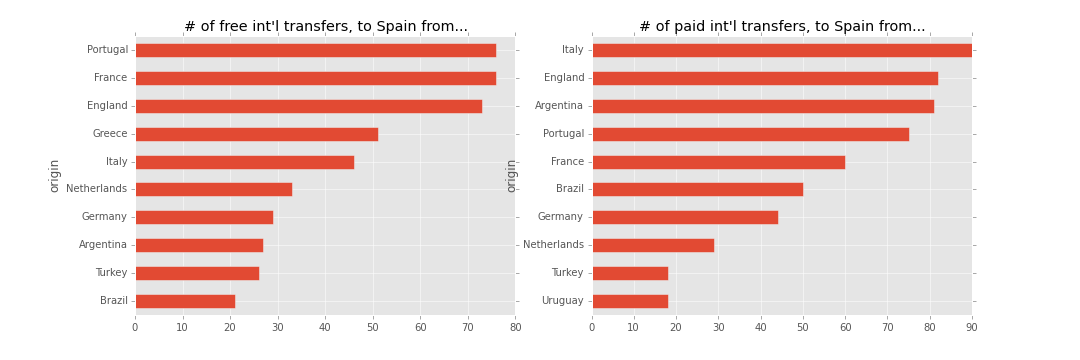 # of free int'l transfers, to Spain from...
origin
Portugal
France
England
Greece
Italy
Netherlands
Germany
Argentina
Turkey
Brazil
0 10 20 30 40 50 60 70 80
# of paid int'l transfers, to Spain from...
origin
Italy
England
Argentina
Portugal
France
Brazil
Germany
Netherlands
Turkey
Uruguay
0 10 20 30 40 50 60 70 80 90